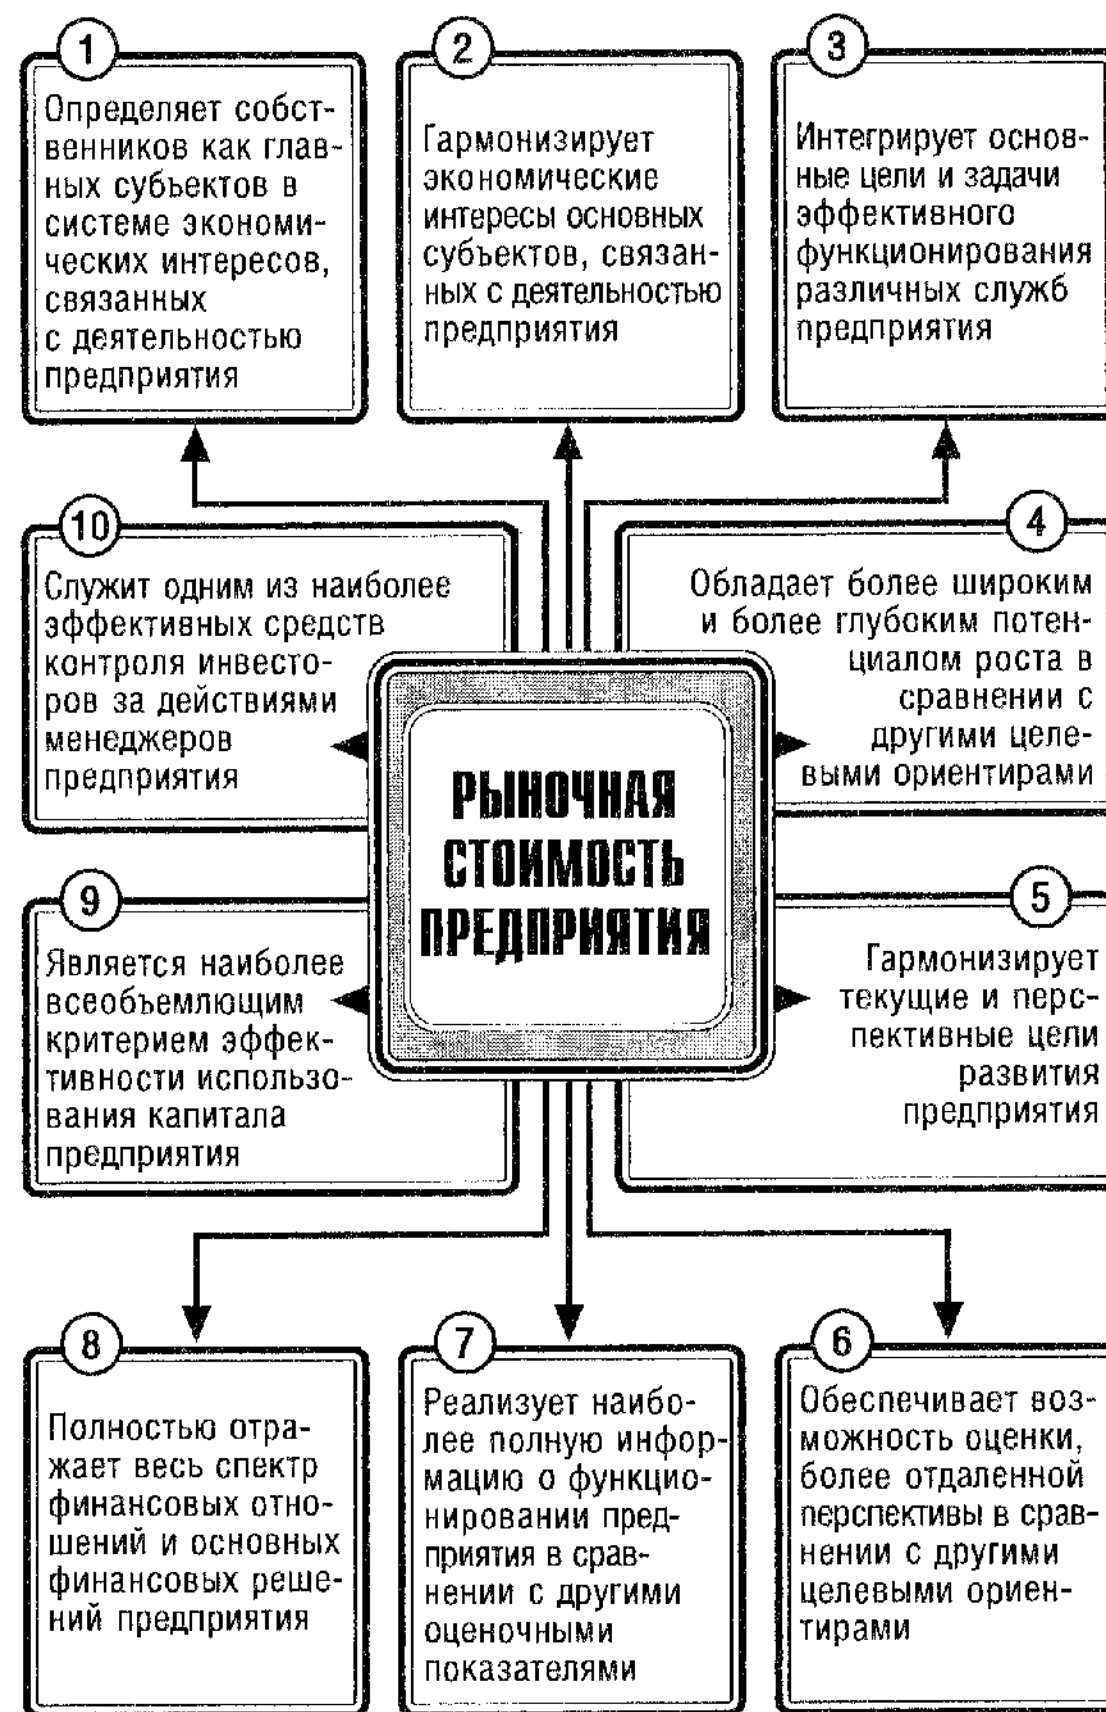 1
Определяет собст-
венников как глав-
ных субъектов в
системе экономи-
ческих интересов,
связанных
с деятельностью
предприятия
2
Гармонизирует
экономические
интересы основных
субъектов, связан-
ных с деятельностью
предприятия
3
Интегрирует основ-
ные цели и задачи
эффективного
функционирования
различных служб
предприятия
10
Служит одним из наиболее
эффективных средств
контроля инвесто-
ров за действиями
менеджеров
предприятия
4
Обладает более широким
и более глубоким потен-
циалом роста в
сравнении с
другими целе-
выми ориентирами
РЫНОЧНАЯ
СТОИМОСТЬ
ПРЕДПРИЯТИЯ
9
Является наиболее
всеобъемлющим
критерием эффек-
тивности использо-
вания капитала
предприятия
5
Гармонизирует
текущие и перс-
пективные цели
развития
предприятия
8
Полностью отра-
жает весь спектр
финансовых отно-
шений и основных
финансовых реше-
ний предприятия
7
Реализует наибо-
лее полную инфор-
мацию о функцио-
нировании пред-
приятия в срав-
нении с другими
оценочными
показателями
6
Обеспечивает воз-
можность оценки,
более отдаленной
перспективы в срав-
нении с другими
целевыми ориен-
тирами